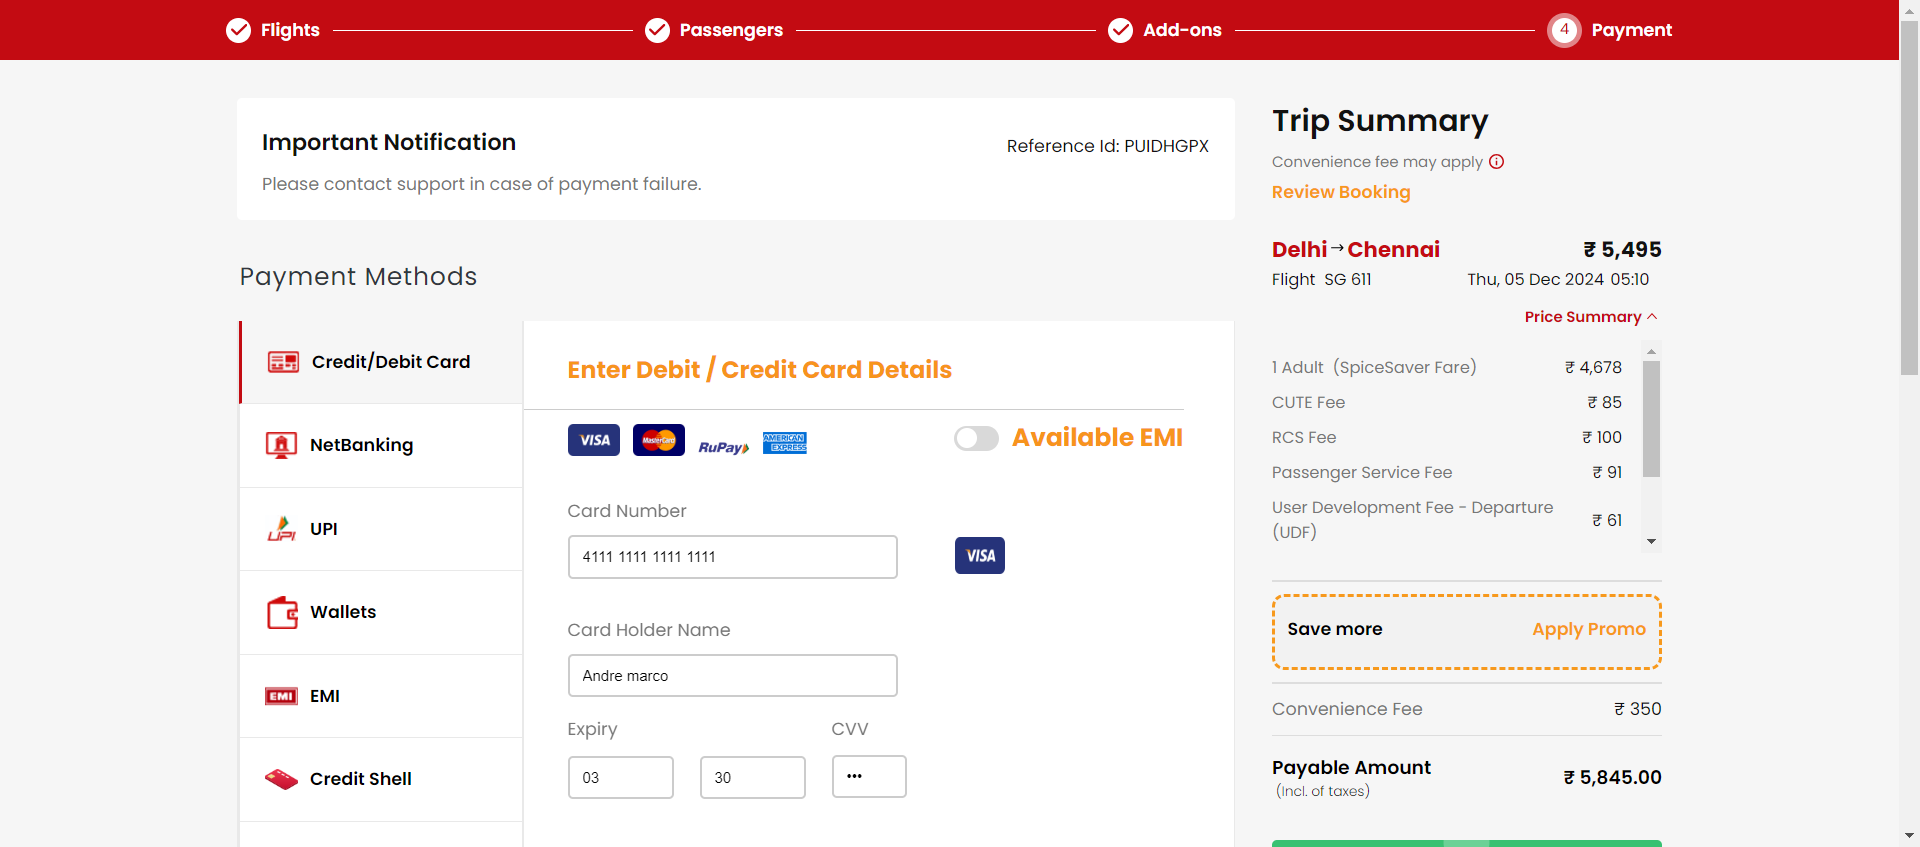 Flights
Passengers
Add-ons
4 Payment
Important Notification
Reference Id: PUIDHGPX
Please contact support in case of payment failure.
Payment Methods
Credit/Debit Card
NetBanking
UPI
UPI
Wallets
EMI
EMI
Credit Shell
Enter Debit / Credit Card Details
VISA
MasterCard
RuPay
AMERICAN
EXPRESS
Available EMI
Card Number
4111 1111 1111 1111
VISA
Card Holder Name
Andre marco
Expiry
CVV
03
30
•••
Trip Summary
Convenience fee may apply
Review Booking
Delhi → Chennai ₹ 5,495
Flight SG 611 Thu, 05 Dec 2024 05:10
Price Summary
1 Adult (SpiceSaver Fare) ₹ 4,678
CUTE Fee ₹ 85
RCS Fee ₹ 100
Passenger Service Fee ₹ 91
User Development Fee - Departure
(UDF) ₹ 61
Save more Apply Promo
Convenience Fee ₹ 350
Payable Amount ₹ 5,845.00
(incl. of taxes)